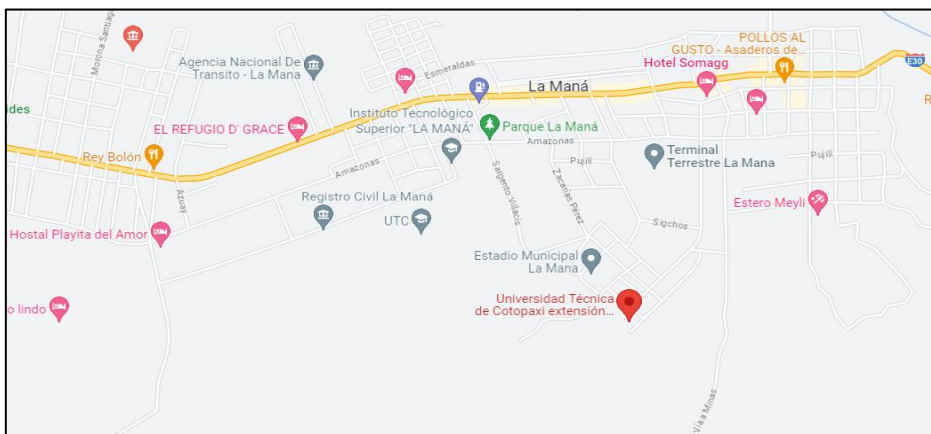 Morona Santiago
Agencia Nacional De
Transito - La Mana
Esmeraldas
POLLOS AL
GUSTO - Asaderos de...
Hotel Somagg
E30
La Maná
des
EL REFUGIO D' GRACE
Instituto Tecnológico
Superior "LA MANÁ"
Parque La Maná
Amazonas
Rey Bolón
Amazonas
Pujilí
Terminal
Terrestre La Mana
Pujilí
R
Azuay
Registro Civil La Maná
Sargento Villacís
Zacarias Pérez
Estero Meyli
UTC
Sigchos
Hostal Playita del Amor
Estadio Municipal
La Mana
Universidad Técnica
de Cotopaxi extensión...
o lindo
Vía a Minas